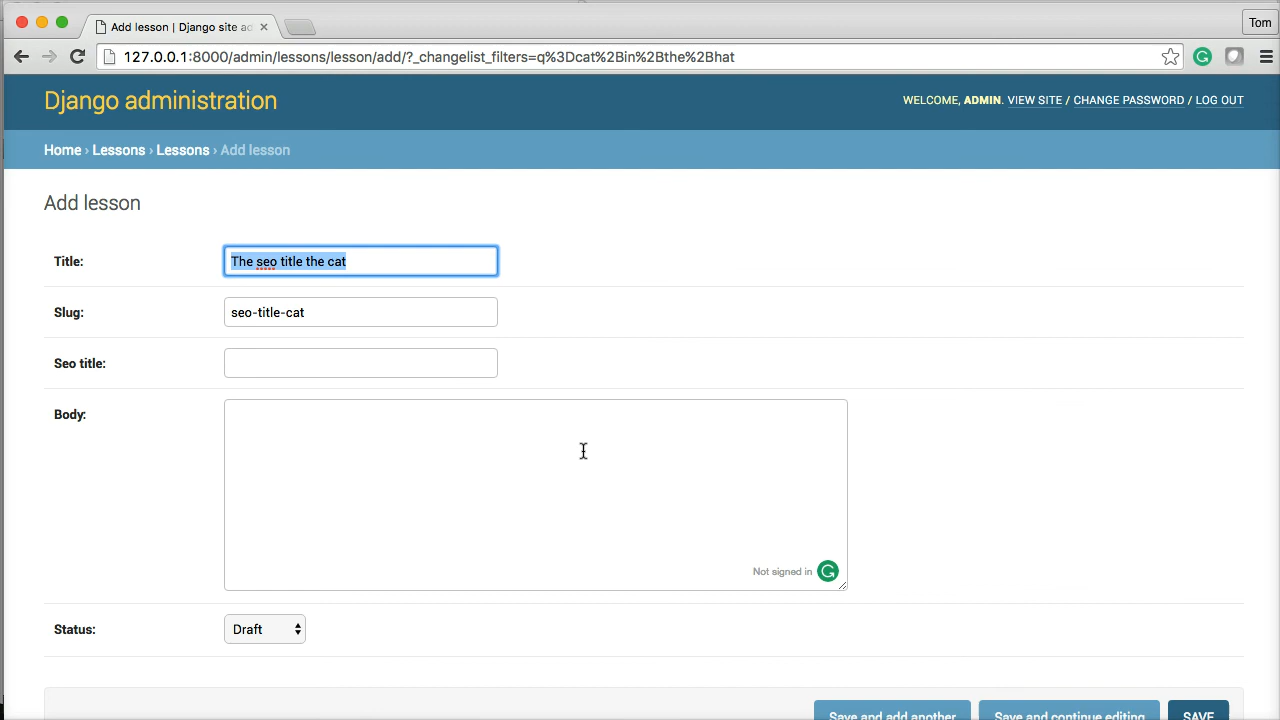 Add lesson | Django site ad
Tom
127.0.0.1:8000/admin/lessons/lesson/add/?_changelist_filters=q%3Dcat%2Bin%2Bthe%2Bhat
Django administration
WELCOME, ADMIN. VIEW SITE / CHANGE PASSWORD / LOG OUT
Home › Lessons › Lessons › Add lesson
Add lesson
Title: The seo title the cat
Slug: seo-title-cat
Seo title:
Body:
Not signed in
Status: Draft
Save and add another Save and continue editing SAVE